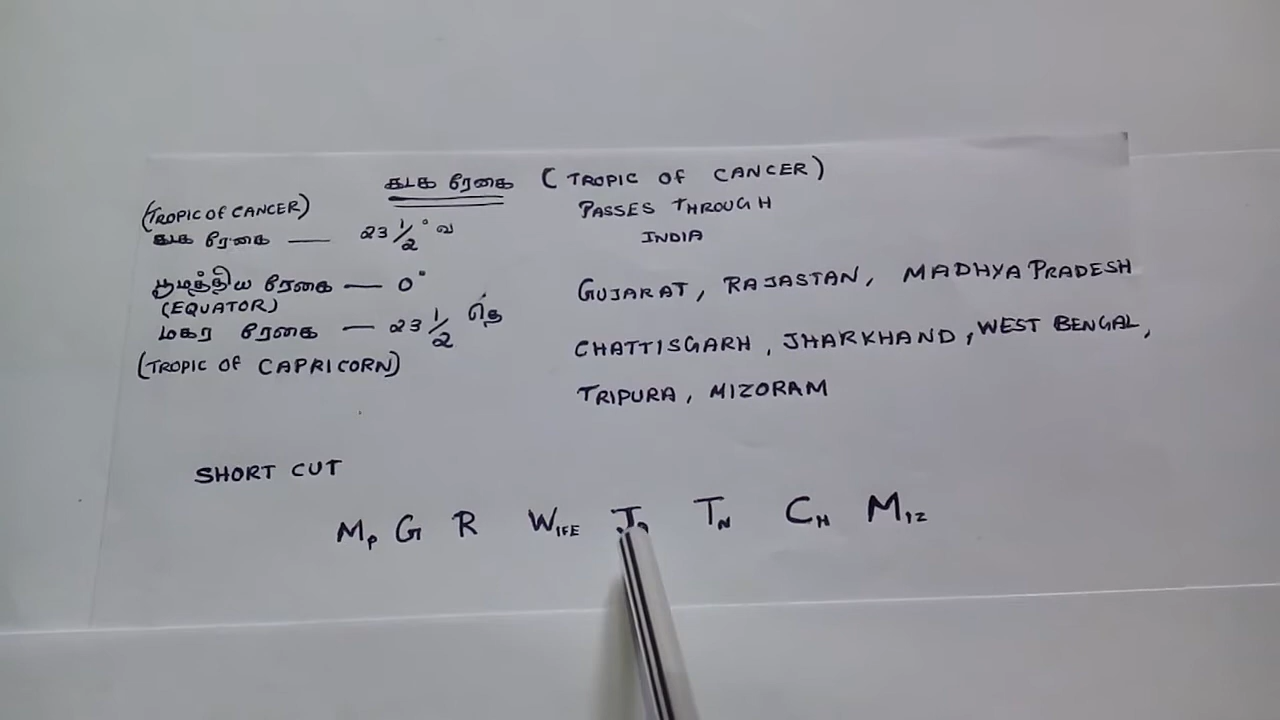 கடக ரேகை (TROPIC OF CANCER)
PASSES THROUGH
INDIA
(TROPIC OF CANCER)
கடக ரேகை — 23 1/2° வ
பூமத்திய ரேகை — 0°
(EQUATOR)
மகர ரேகை — 23 1/2 தெ
(TROPIC OF CAPRICORN)
GUJARAT, RAJASTAN, MADHYA PRADESH
CHATTISGARH, JHARKHAND, WEST BENGAL,
TRIPURA, MIZORAM
SHORT CUT
MP G R WIFE TN CH MIZ